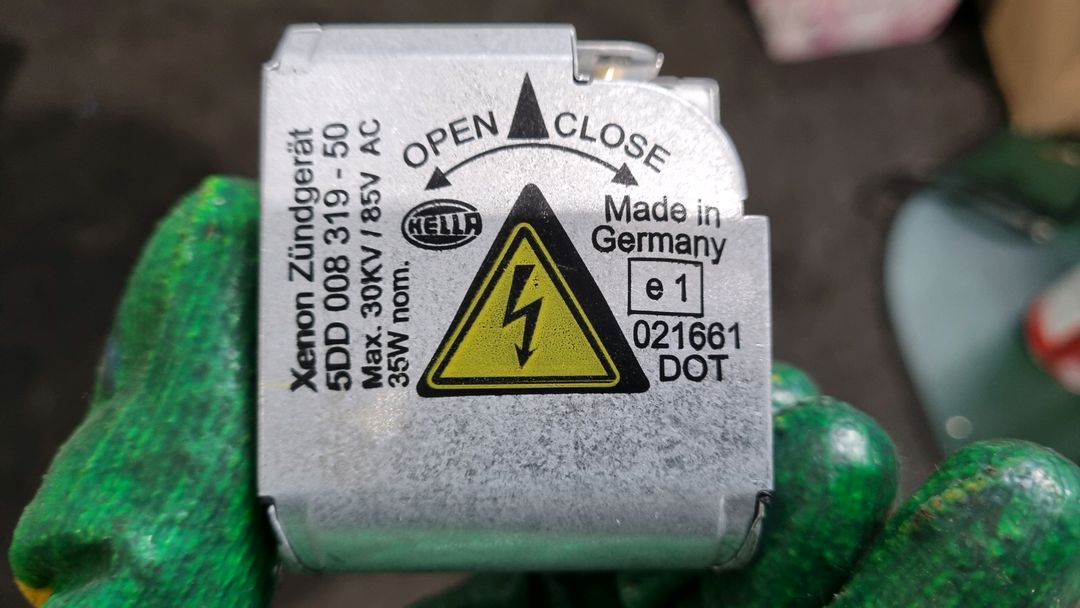 Xenon Zündgerät
5DD 008 319 - 50
Max. 30KV / 85V AC
35W nom.
OPEN CLOSE
HELLA
Made in
Germany
e 1
021661
DOT